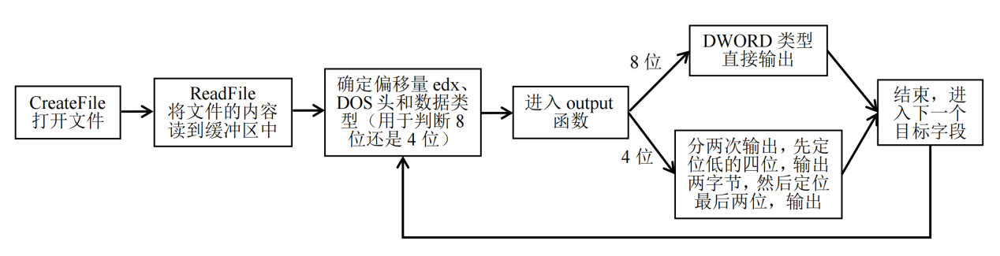 CreateFile
打开文件
ReadFile
将文件的内容
读到缓冲区中
确定偏移量 edx、
DOS 头和数据类
型（用于判断 8
位还是 4 位）
进入 output
函数
8 位
DWORD 类型
直接输出
4 位
分两次输出，先定
位低的四位，输出
两字节，然后定位
最后两位，输出
结束，进
入下一个
目标字段